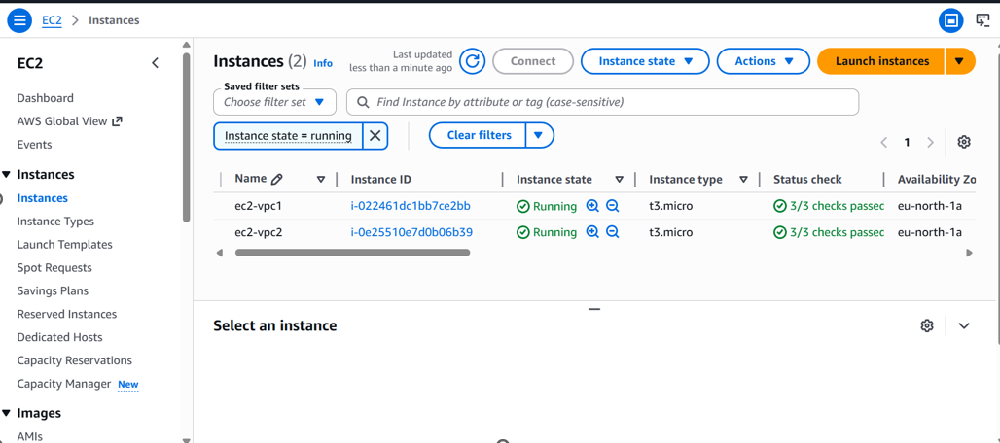 EC2 > Instances
EC2
Dashboard
AWS Global View
Events
Instances
Instances
Instance Types
Launch Templates
Spot Requests
Savings Plans
Reserved Instances
Dedicated Hosts
Capacity Reservations
Capacity Manager New
Images
AMIs
Instances (2) Info
Last updated
less than a minute ago
Connect
Instance state
Actions
Launch instances
Saved filter sets
Choose filter set
Find Instance by attribute or tag (case-sensitive)
Instance state = running
Clear filters
1
Name Instance ID Instance state Instance type Status check Availability Zo
ec2-vpc1 i-022461dc1bb7ce2bb Running t3.micro 3/3 checks passec eu-north-1a
ec2-vpc2 i-0e25510e7d0b06b39 Running t3.micro 3/3 checks passec eu-north-1a
Select an instance